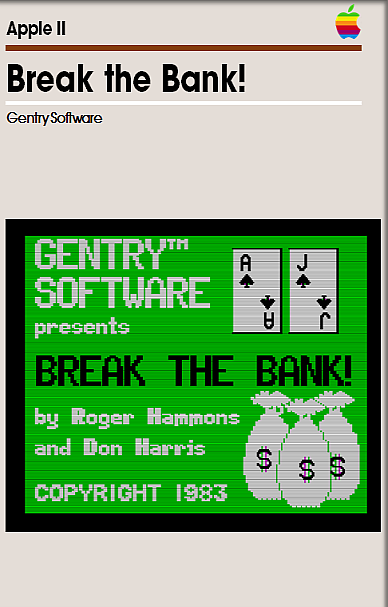 Apple II
Break the Bank!
Gentry Software
GENTRY™
SOFTWARE
presents
A
J
A
J
BREAK THE BANK!
by Roger Hammons
and Don Harris
$ $ $
COPYRIGHT 1983